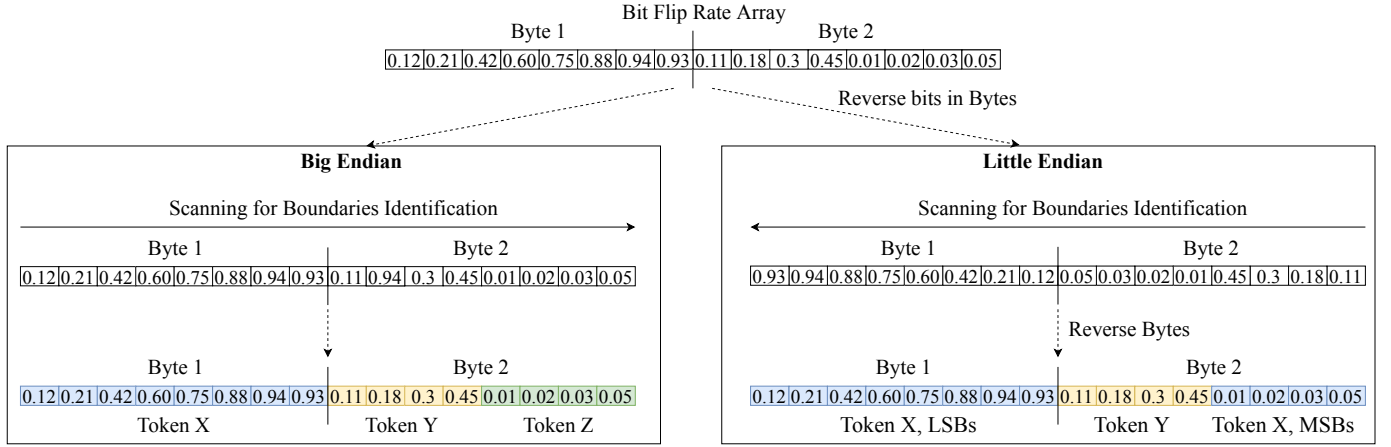 Bit Flip Rate Array
Byte 1 Byte 2
0.12 0.21 0.42 0.60 0.75 0.88 0.94 0.93 0.11 0.18 0.3 0.45 0.01 0.02 0.03 0.05
Reverse bits in Bytes
Big Endian
Scanning for Boundaries Identification
Byte 1 Byte 2
0.12 0.21 0.42 0.60 0.75 0.88 0.94 0.93 0.11 0.94 0.3 0.45 0.01 0.02 0.03 0.05
Byte 1 Byte 2
0.12 0.21 0.42 0.60 0.75 0.88 0.94 0.93 0.11 0.18 0.3 0.45 0.01 0.02 0.03 0.05
Token X Token Y Token Z
Little Endian
Scanning for Boundaries Identification
Byte 1 Byte 2
0.93 0.94 0.88 0.75 0.60 0.42 0.21 0.12 0.05 0.03 0.02 0.01 0.45 0.3 0.18 0.11
Reverse Bytes
Byte 1 Byte 2
0.12 0.21 0.42 0.60 0.75 0.88 0.94 0.93 0.11 0.18 0.3 0.45 0.01 0.02 0.03 0.05
Token X, LSBs Token Y Token X, MSBs